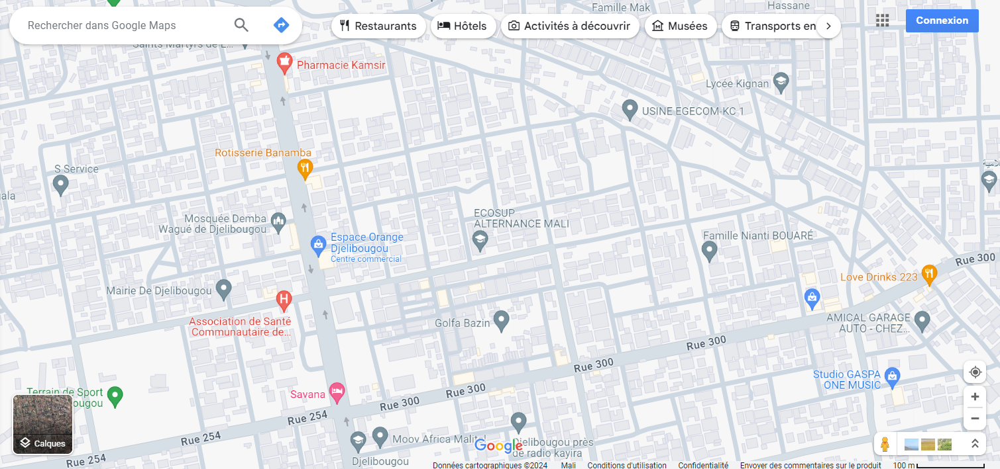 Rechercher dans Google Maps
Restaurants
Hôtels
Activités à découvrir
Musées
Transports en
Connexion
Famille Mak
Hassane
Saints Martyrs de L...
Pharmacie Kamsir
Lycée Kignan
USINE EGECOM-KC 1
Rotisserie Banamba
S Service
ala
Mosquée Demba
Wagué de Djelibougou
ECOSUP
ALTERNANCE MALI
Espace Orange
Djelibougou
Centre commercial
Famille Nianti BOUARÉ
Rue 300
Love Drinks 223
Mairie De Djelibougou
Association de Santé
Communautaire de...
Golfa Bazin
AMICAL GARAGE
AUTO - CHEZ...
Rue 300
Rue 300
Studio GASPA
ONE MUSIC
Terrain de Sport
ougou
Savana
Rue 300
Rue 300
Rue 254
Rue 254
Rue 254
Calques
Moov Africa Malitel
Djelibougou
Google
Djelibougou près
de radio kayira
Données cartographiques ©2024
Mali
Conditions d'utilisation
Confidentialité
Envoyer des commentaires sur le produit
100 m